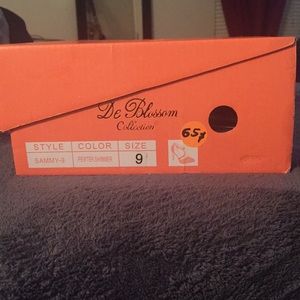 De Blossom
Collection
65
STYLE COLOR SIZE
SAMMY-9 PEWTER SHIMMER 9